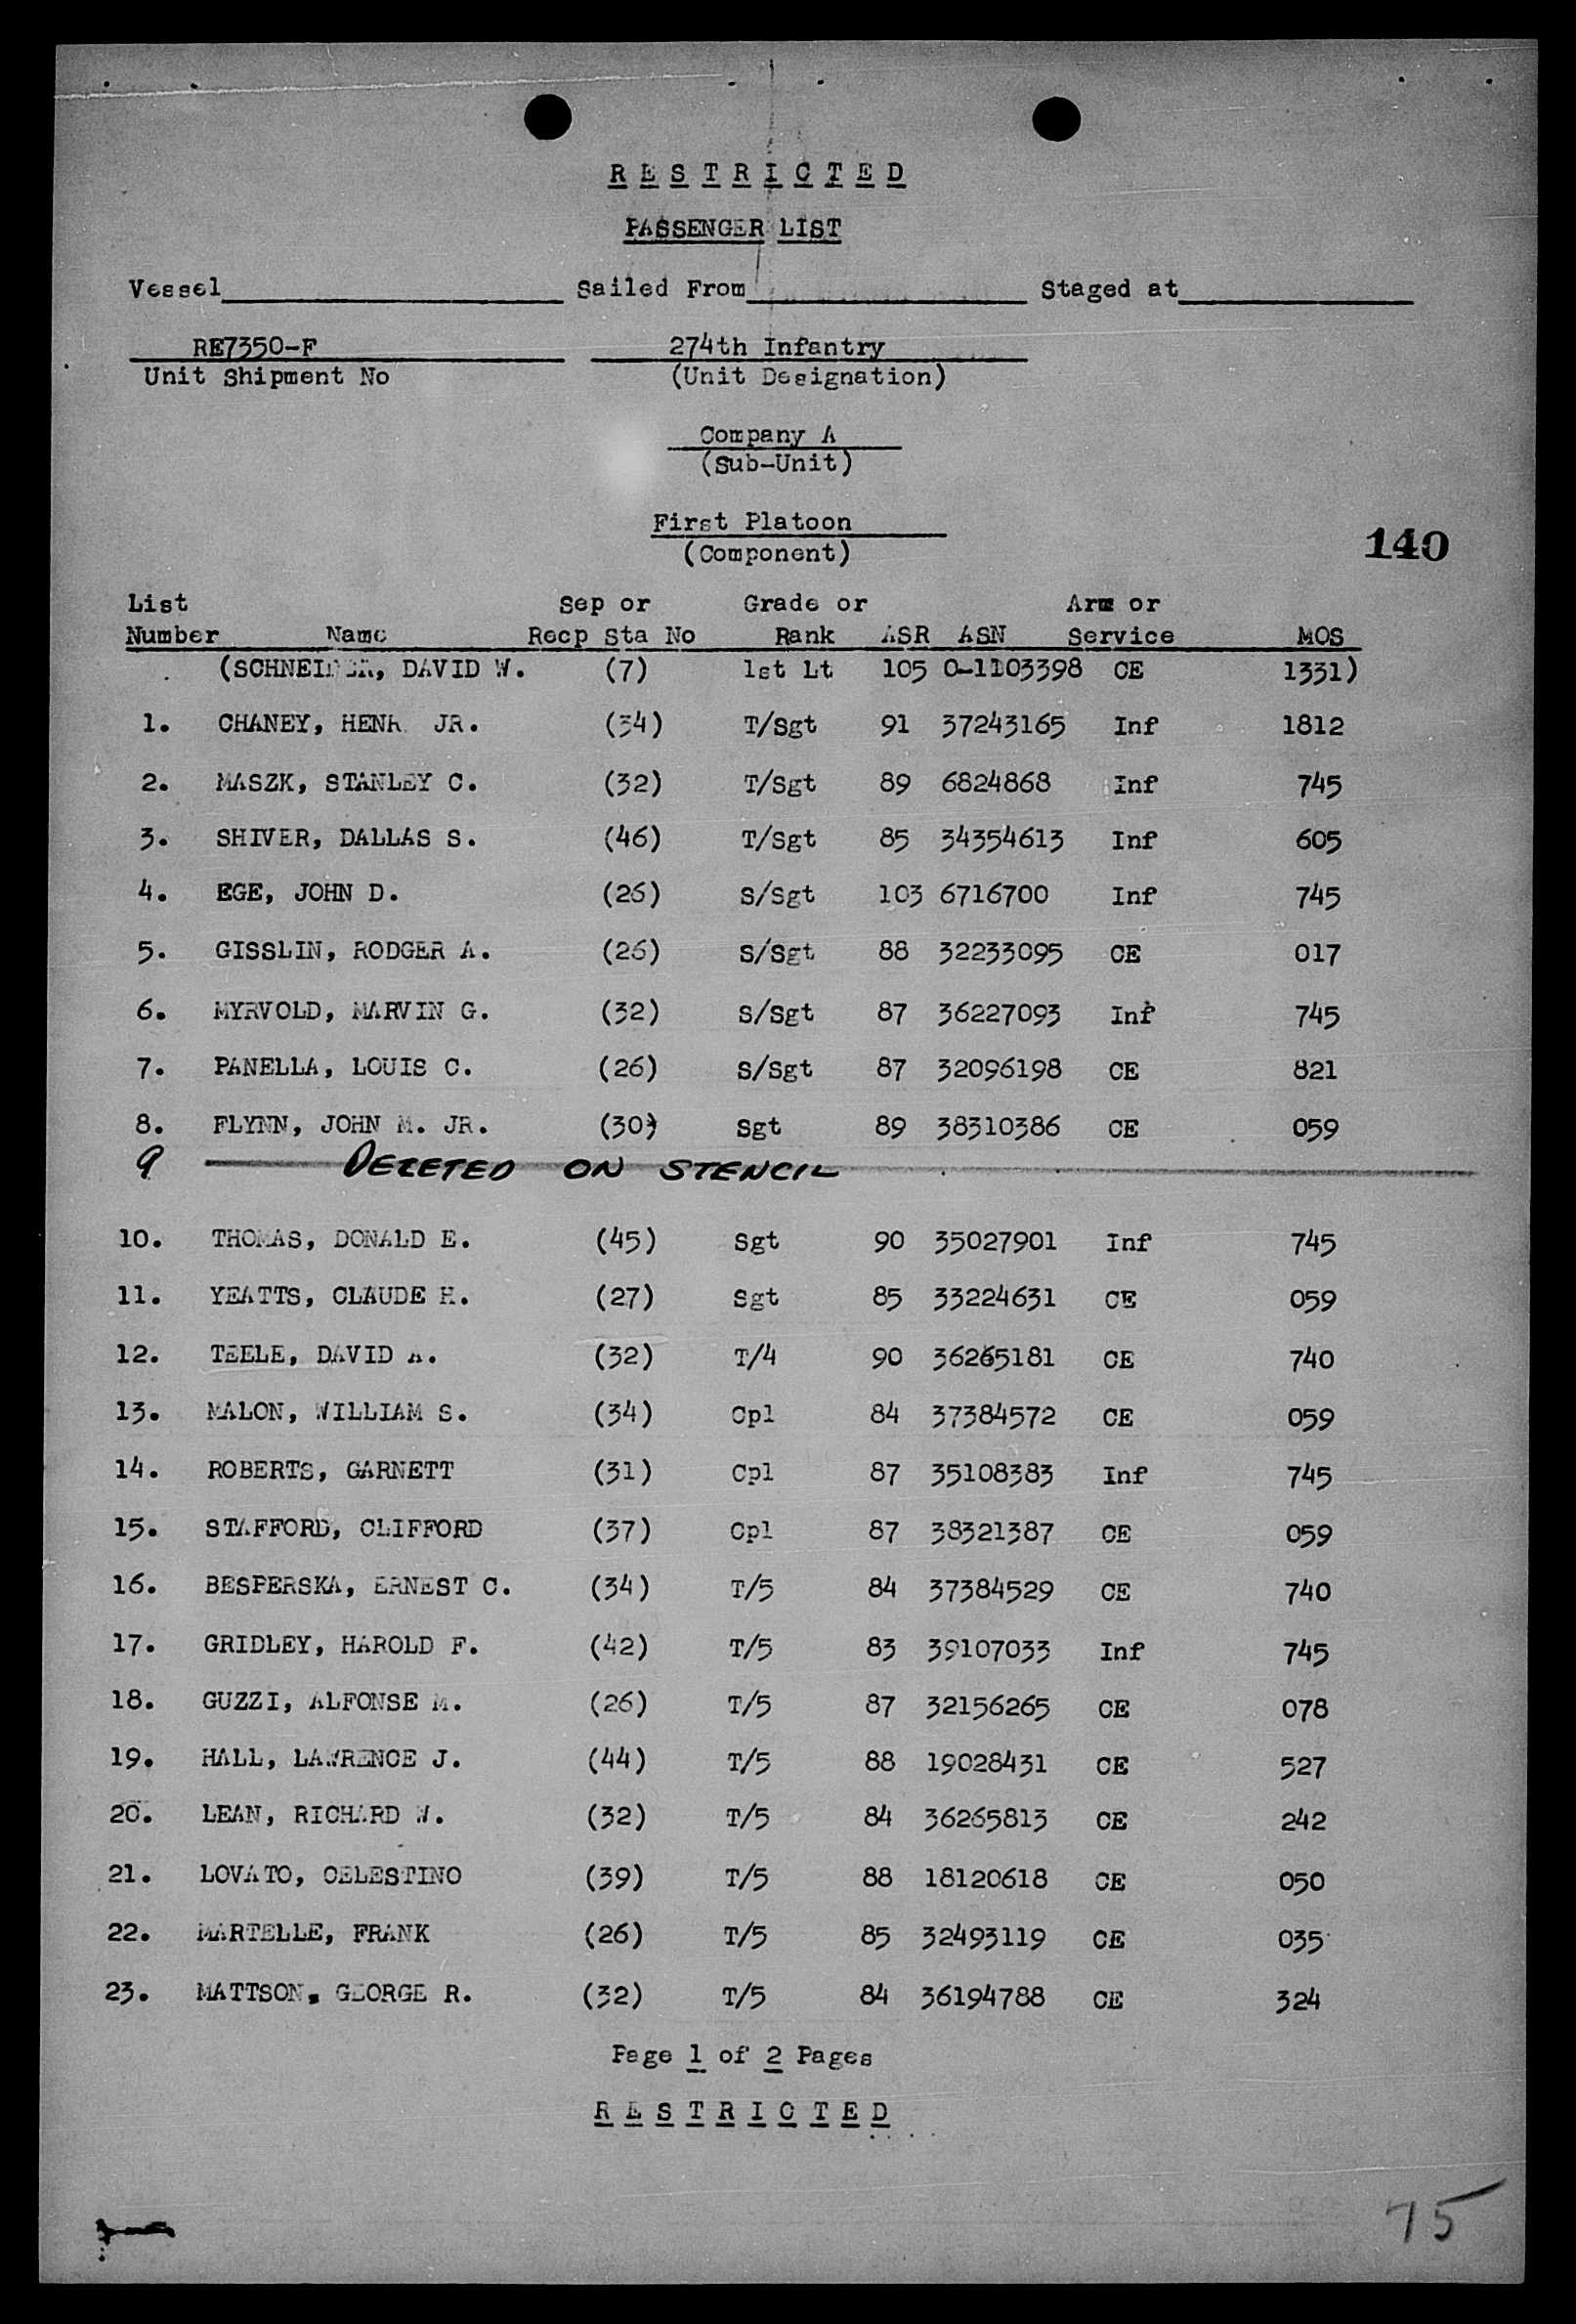 RESTRICTED
PASSENGER LIST
Vessel Sailed From Staged at
RE7350-F 274th Infantry
Unit Shipment No (Unit Designation)
Company A
(Sub-Unit)
First Platoon
(Component)
140
List Sep or Grade or Arm or
Number Name Recp Sta No Rank ASR ASN Service MOS
DAVID W. (7) 1st Lt 105 O-1103398 CE 1331)
1. CHANEY, JR. (34) T/Sgt 91 37243165 Inf 1812
2. MASZK, STANLEY C. (32) T/Sgt 89 6824868 Inf 745
3. SHIVER, DALLAS S. (46) T/Sgt 85 34354613 Inf 605
4. EGE, JOHN D. (26) S/Sgt 103 6716700 Inf 745
5. GISSLIN, RODGER A. (26) S/Sgt 88 32233095 CE 017
6. MYRVOLD, MARVIN G. (32) S/Sgt 87 36227093 Inf 745
7. PANELLA, LOUIS C. (26) S/Sgt 87 32096198 CE 821
8. FLYNN, JOHN M. JR. (30) Sgt 89 38310386 CE 059
9 DELETED ON STENCIL
10. THOMAS, DONALD E. (45) Sgt 90 35027901 Inf 745
11. YEATTS, CLAUDE H. (27) Sgt 85 33224631 CE 059
12. TEELE, DAVID A. (32) T/4 90 36265181 CE 740
13. MALON, WILLIAM S. (34) Cpl 84 37384572 CE 059
14. ROBERTS, GARNETT (31) Cpl 87 35108383 Inf 745
15. STAFFORD, CLIFFORD (37) Cpl 87 38321387 CE 059
16. BESPERSKA, ERNEST C. (34) T/5 84 37384529 CE 740
17. GRIDLEY, HAROLD F. (42) T/5 83 39107033 Inf 745
18. GUZZI, ALFONSE M. (26) T/5 87 32156265 CE 078
19. HALL, LAWRENCE J. (44) T/5 88 19028431 CE 527
20. LEAN, RICHARD W. (32) T/5 84 36265813 CE 242
21. LOVATO, CELESTINO (39) T/5 88 18120618 CE 050
22. MARTELLE, FRANK (26) T/5 85 32493119 CE 035
23. MATTSON, GEORGE R. (32) T/5 84 36194788 CE 324
Page 1 of 2 Pages
RESTRICTED
75